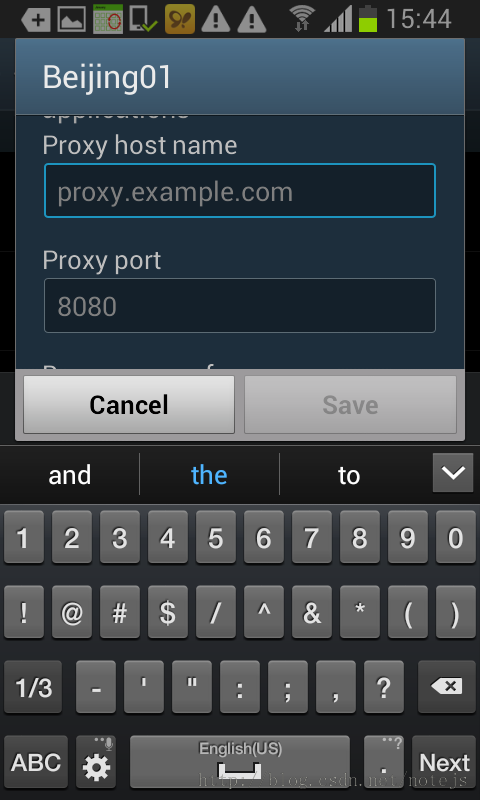 15:44
Beijing01
applications
Proxy host name
proxy.example.com
Proxy port
8080
Cancel Save
and the to
1 2 3 4 5 6 7 8 9 0
! @ # $ / ^ & * ( )
1/3 - ' " : ; , ?
English(US)
ABC . Next
http://blog.csdn.net/notejs